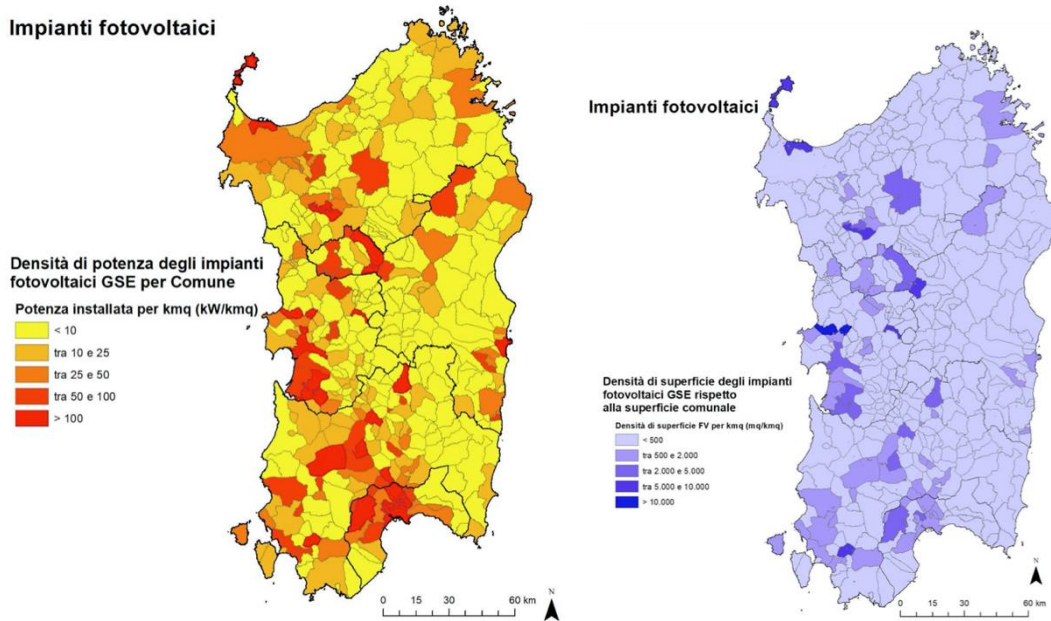 Impianti fotovoltaici
Densità di potenza degli impianti
fotovoltaici GSE per Comune
Potenza installata per kmq (kW/kmq)
< 10
tra 10 e 25
tra 25 e 50
tra 50 e 100
> 100
N
0 15 30 60 km
Impianti fotovoltaici
Densità di superficie degli impianti
fotovoltaici GSE rispetto
alla superficie comunale
Densità di superficie FV per kmq (mq/kmq)
< 500
tra 500 e 2.000
tra 2.000 e 5.000
tra 5.000 e 10.000
> 10.000
N
0 15 30 60 km